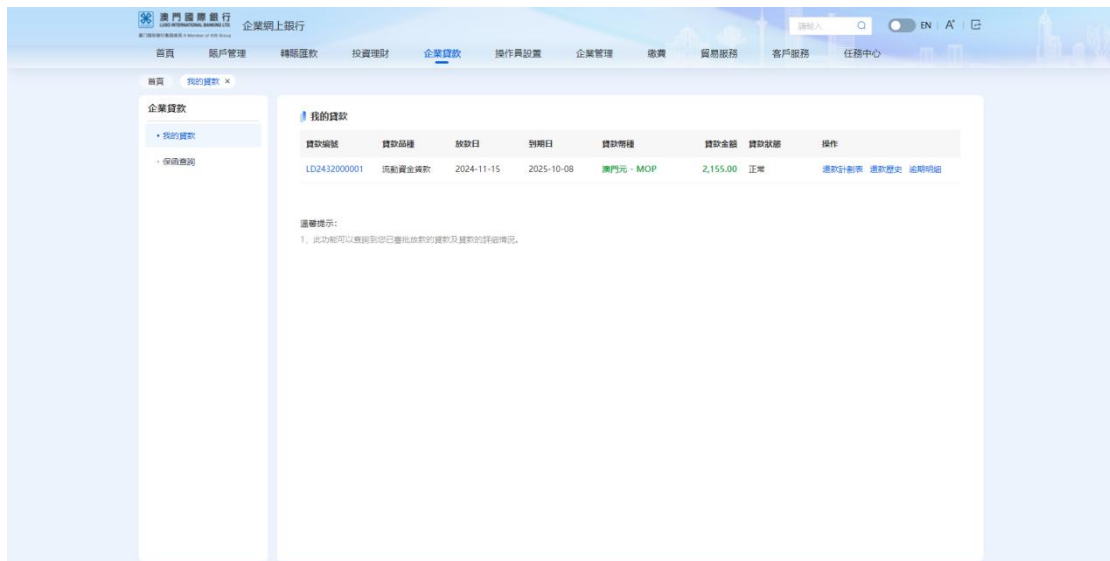 澳門國際銀行
LUSO INTERNATIONAL BANKING LTD.
企業網上銀行
請輸入
EN
A
首頁 賬戶管理 轉賬匯款 投資理財 企業貸款 操作員設置 企業管理 繳費 貿易服務 客戶服務 任務中心
首頁 我的貸款 ×
企業貸款
• 我的貸款
· 保函查詢
我的貸款
貸款編號 貸款品種 放款日 到期日 貸款幣種 貸款金額 貸款狀態 操作
LD2432000001 流動資金貸款 2024-11-15 2025-10-08 澳門元 - MOP 2,155.00 正常 還款計劃表 還款歷史 逾期明細
溫馨提示：
1、此功能可以查詢到您已審批放款的貸款及貸款的詳細情況。